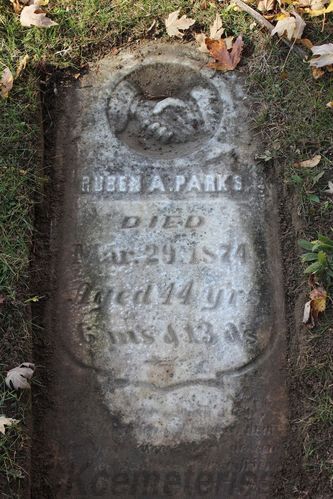 RUBEN A. PARKS
DIED
Mar. 29. 1874
Aged 44 yrs
6 ms & 13 ds